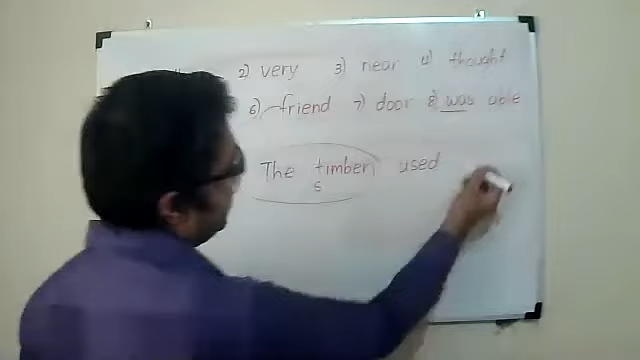 2) very 3) near 4) thought
6) friend 7) door 8) was able
The timber used
s